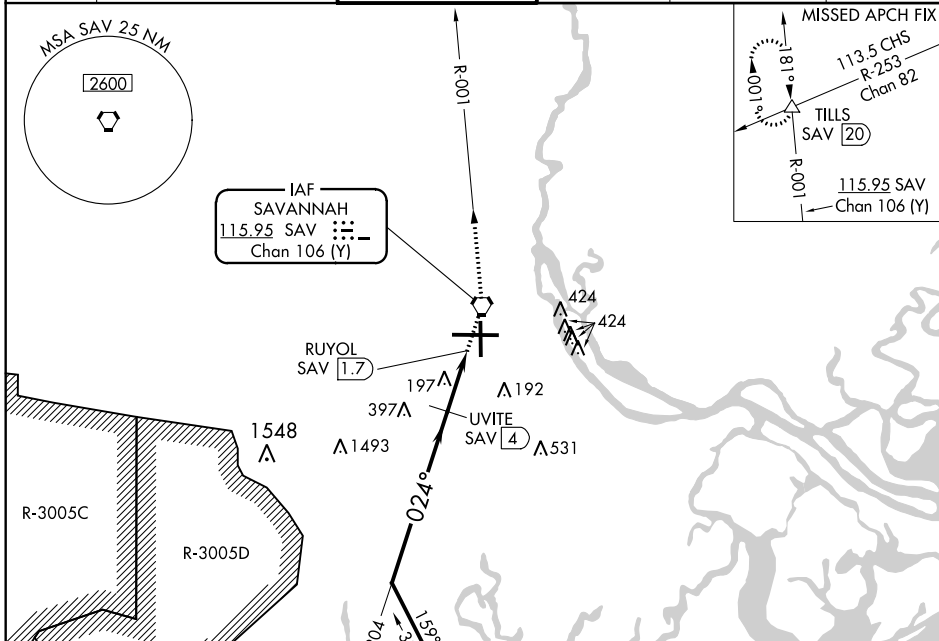 MSA SAV 25 NM
2600
R-001
MISSED APCH FIX
181°
001°
113.5 CHS
R-253
Chan 82
TILLS
SAV 20
R-001
115.95 SAV
Chan 106 (Y)
IAF
SAVANNAH
115.95 SAV
Chan 106 (Y)
424
424
RUYOL
SAV 1.7
197
192
397
UVITE
SAV 4
1548
1493
531
024°
R-3005C
R-3005D
159°